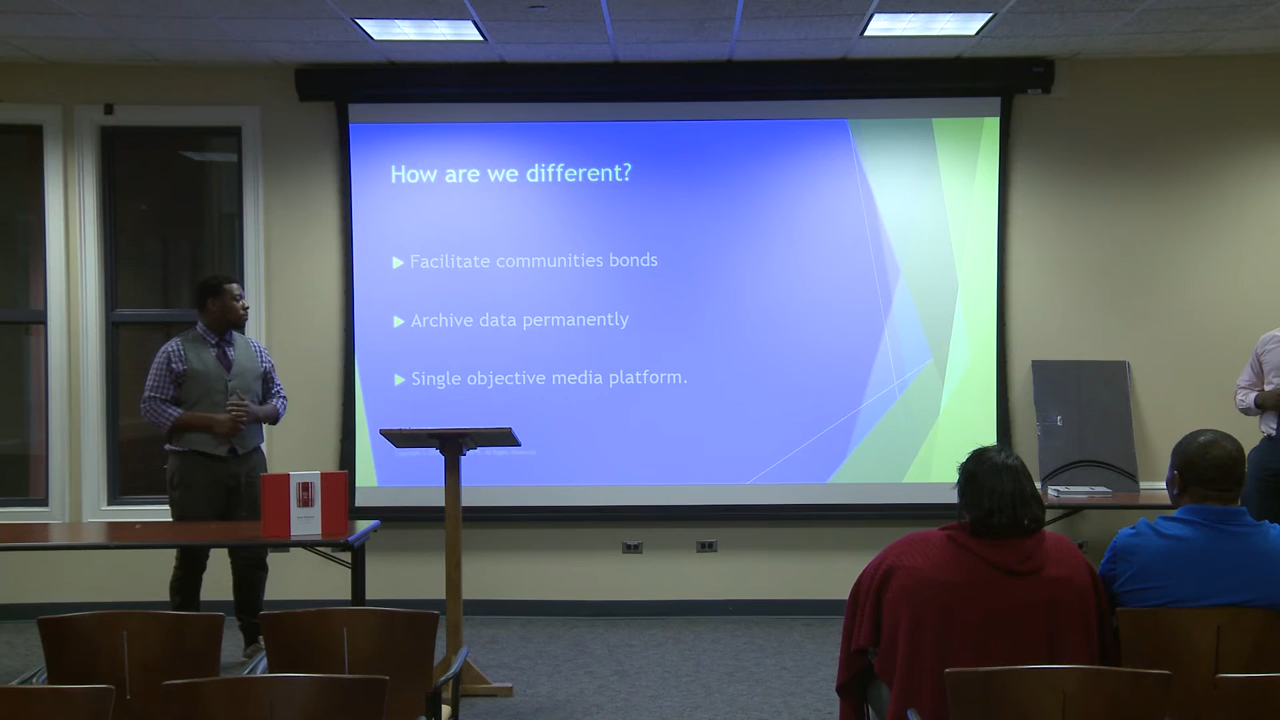 How are we different?
Facilitate communities bonds
Archive data permanently
Single objective media platform.